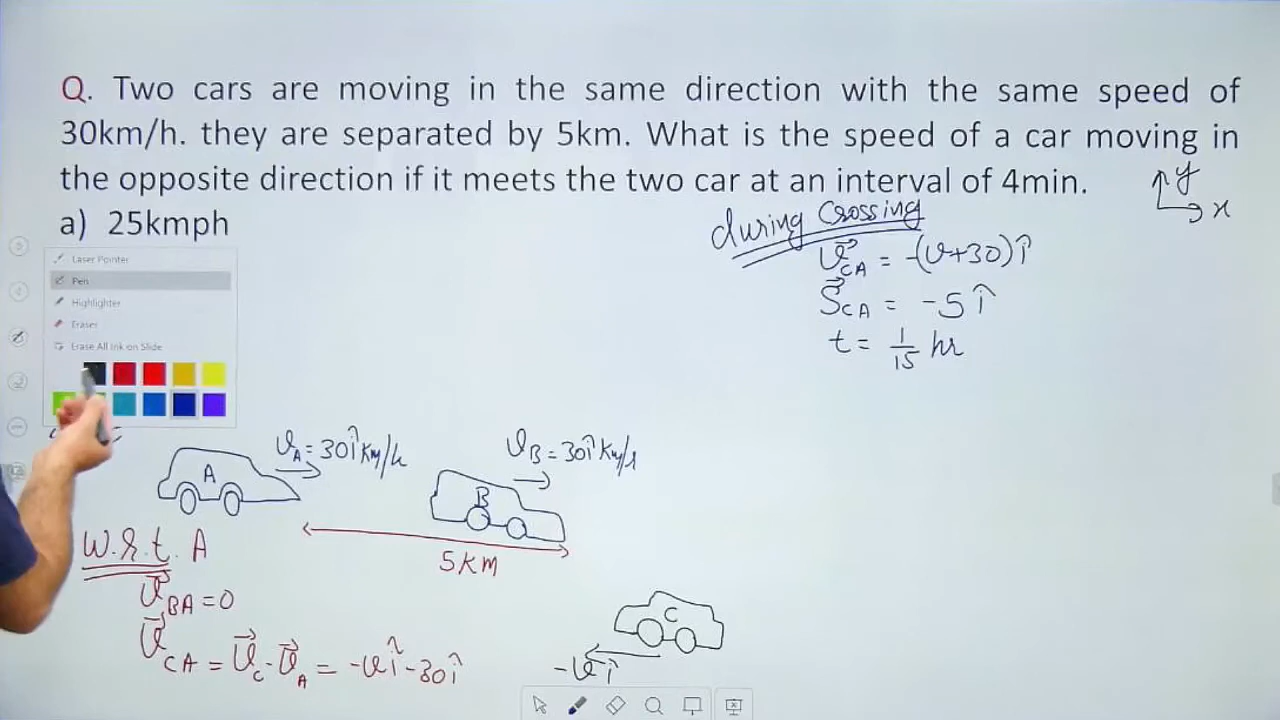 Q. Two cars are moving in the same direction with the same speed of
30km/h. they are separated by 5km. What is the speed of a car moving in
the opposite direction if it meets the two car at an interval of 4min.
a) 25kmph
y
x
during crossing
v⃗CA = -(v+30)î
S⃗CA = -5î
t = 1/15 hr
Laser Pointer
Pen
Highlighter
Eraser
Erase All Ink on Slide
A
vA = 30î km/h
vB = 30î km/h
B
5KM
w.r.t. A
v⃗BA = 0
C
v⃗CA = v⃗C - v⃗A = -vî - 30î
-vî